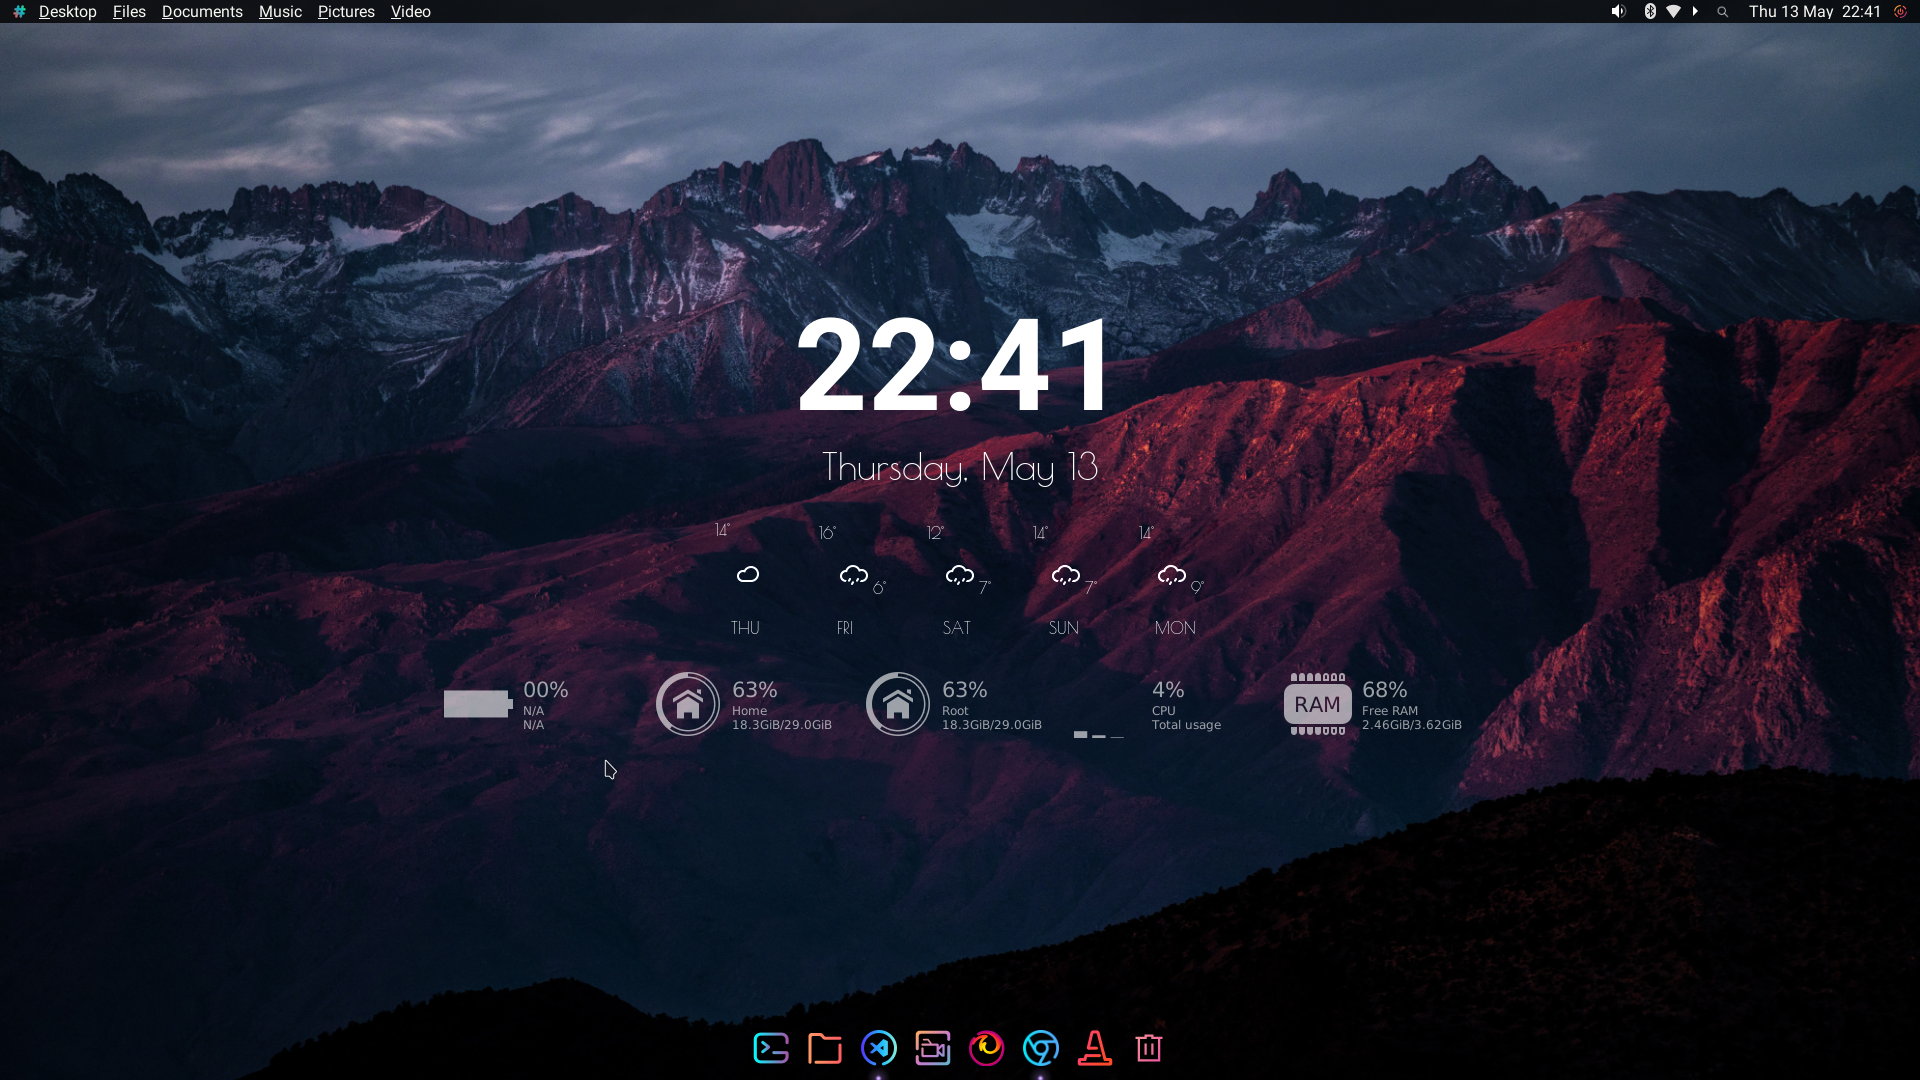 Desktop Files Documents Music Pictures Video Thu 13 May 22:41
22:41
Thursday, May 13
14° 16° 12° 14° 14°
6° 7° 7° 9°
THU FRI SAT SUN MON
00% 63% 63% 4% 68%
N/A Home Root CPU RAM Free RAM
N/A 18.3GiB/29.0GiB 18.3GiB/29.0GiB Total usage 2.46GiB/3.62GiB